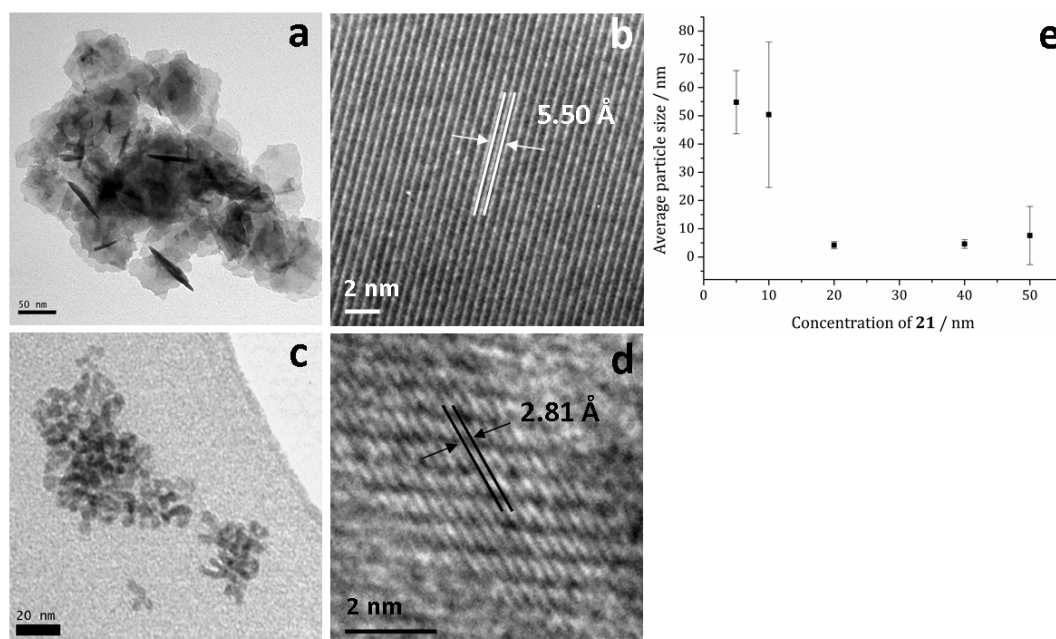 a
50 nm
b
5.50 Å
2 nm
c
20 nm
d
2.81 Å
2 nm
e
Average particle size / nm
80
70
60
50
40
30
20
10
0
0 10 20 30 40 50
Concentration of 21 / nm